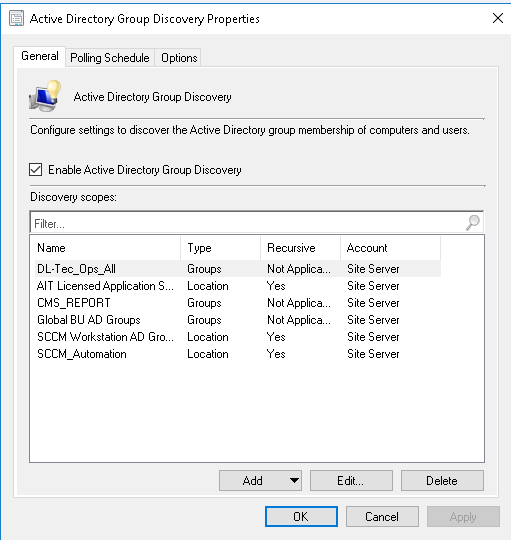 Active Directory Group Discovery Properties
General Polling Schedule Options
Active Directory Group Discovery
Configure settings to discover the Active Directory group membership of computers and users.
Enable Active Directory Group Discovery
Discovery scopes:
Filter...
Name Type Recursive Account
DL-Tec_Ops_All Groups Not Applica... Site Server
AIT Licensed Application S... Location Yes Site Server
CMS_REPORT Groups Not Applica... Site Server
Global BU AD Groups Groups Not Applica... Site Server
SCCM Workstation AD Gro... Location Yes Site Server
SCCM_Automation Location Yes Site Server
Add Edit... Delete
OK Cancel Apply